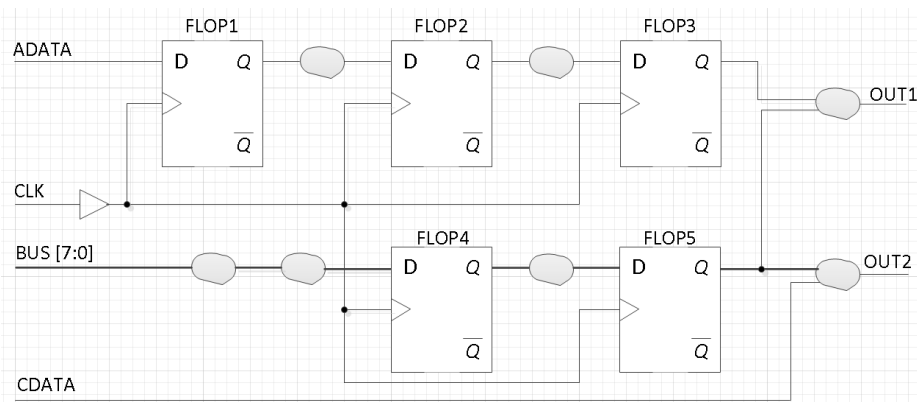 FLOP1
FLOP2
FLOP3
ADATA
D
Q
D
Q
D
Q
OUT1
Q
Q
Q
CLK
BUS [7:0]
FLOP4
FLOP5
D
Q
D
Q
OUT2
Q
Q
CDATA